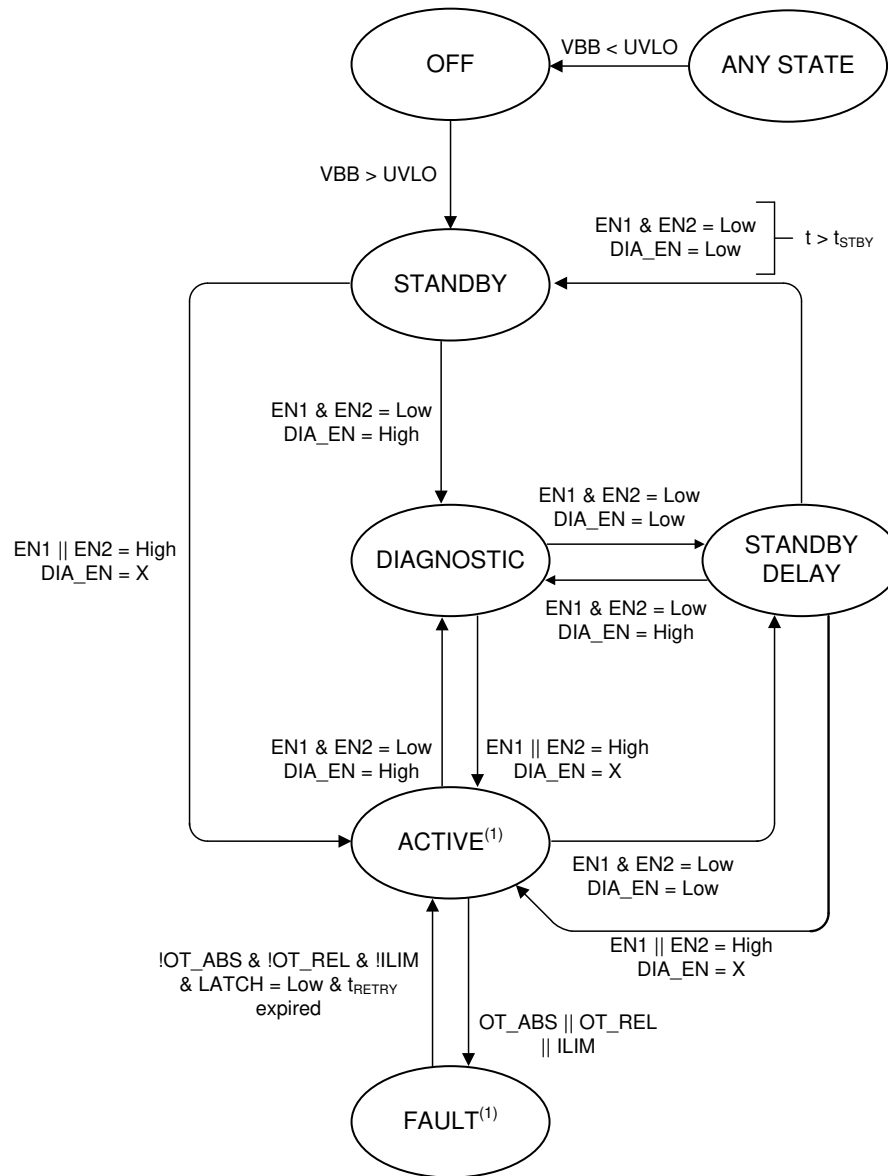 OFF
VBB < UVLO
ANY STATE
VBB > UVLO
EN1 & EN2 = Low
DIA_EN = Low
t > tSTBY
STANDBY
EN1 & EN2 = Low
DIA_EN = High
EN1 & EN2 = Low
DIA_EN = Low
EN1 || EN2 = High
DIA_EN = X
DIAGNOSTIC
STANDBY
DELAY
EN1 & EN2 = Low
DIA_EN = High
EN1 & EN2 = Low
DIA_EN = High
EN1 || EN2 = High
DIA_EN = X
ACTIVE(1)
EN1 & EN2 = Low
DIA_EN = Low
EN1 || EN2 = High
DIA_EN = X
!OT_ABS & !OT_REL & !ILIM
& LATCH = Low & tRETRY
expired
OT_ABS || OT_REL
|| ILIM
FAULT(1)